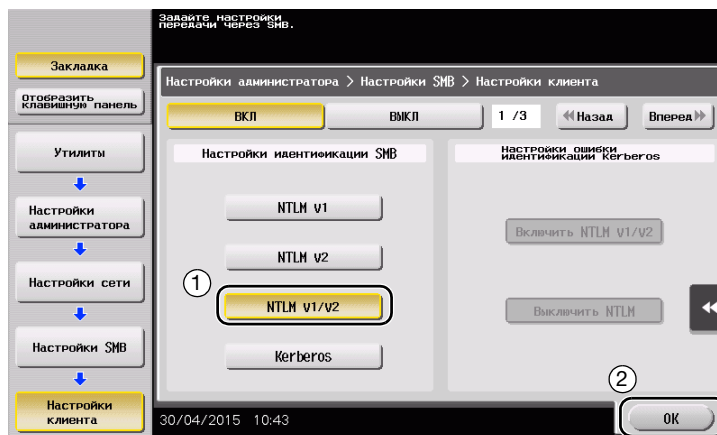 Задайте настройки
передачи через SMB.
Закладка
Отобразить
клавишную панель
Утилиты
Настройки
администратора
Настройки сети
Настройки SMB
Настройки
клиента
Настройки администратора > Настройки SMB > Настройки клиента
ВКЛ
ВЫКЛ
1 /3
Назад
Вперед
Настройки идентификации SMB
NTLM v1
NTLM v2
1
NTLM v1/v2
Kerberos
Настройки ошибки
идентификации Kerberos
Включить NTLM v1/v2
Выключить NTLM
2
30/04/2015 10:43
OK